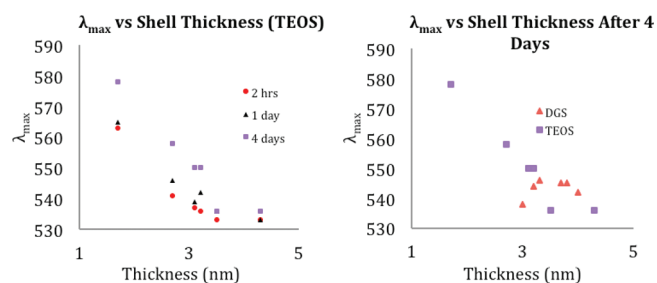 λmax vs Shell Thickness (TEOS)
590
580
570
560
550
540
530
λmax
1
3
5
Thickness (nm)
2 hrs
1 day
4 days
λmax vs Shell Thickness After 4
Days
590
580
570
560
550
540
530
λmax
1
3
5
Thickness (nm)
DGS
TEOS